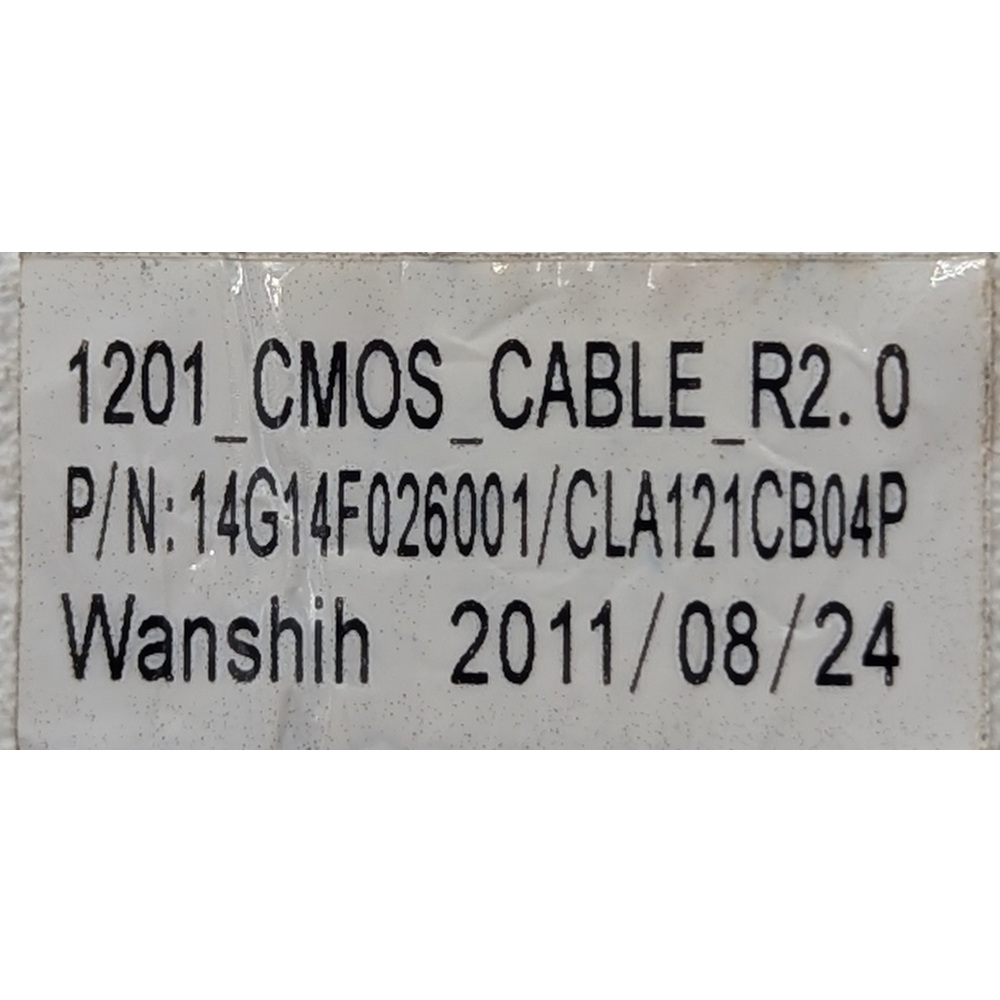 1201_CMOS_CABLE_R2.0
P/N:14G14F026001/CLA121CB04P
Wanshih 2011/08/24